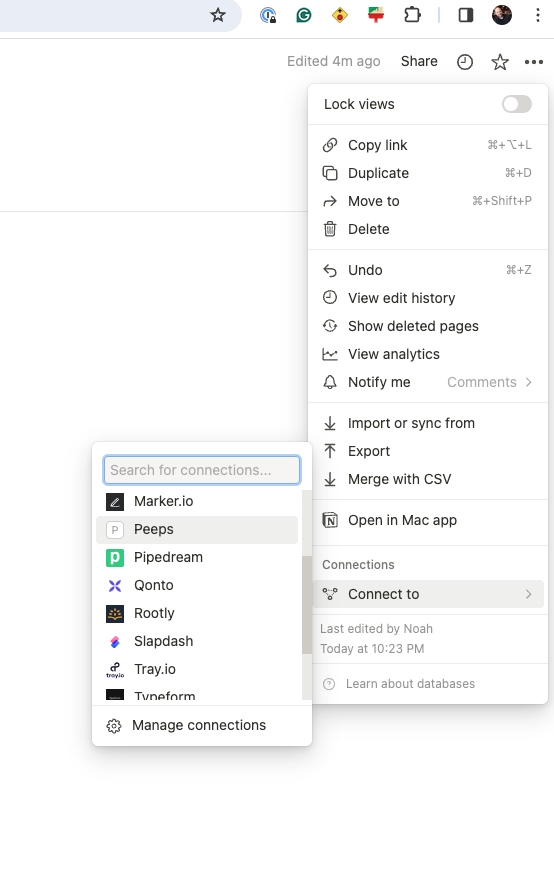 Edited 4m ago Share
Lock views
Copy link ⌘+⌥+L
Duplicate ⌘+D
Move to ⌘+Shift+P
Delete
Undo ⌘+Z
View edit history
Show deleted pages
View analytics
Notify me Comments
Import or sync from
Export
Merge with CSV
Open in Mac app
Connections
Connect to
Last edited by Noah
Today at 10:23 PM
Learn about databases
Search for connections...
Marker.io
P Peeps
Pipedream
Qonto
Rootly
Slapdash
tray.io Tray.io
Typeform
Manage connections